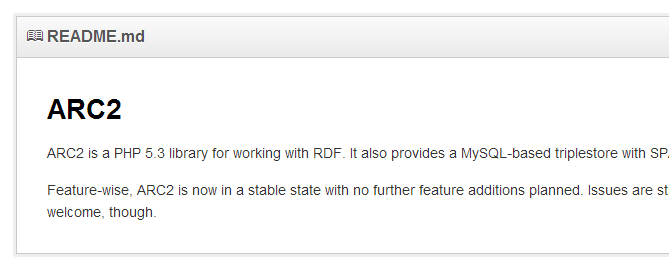 README.md
ARC2
ARC2 is a PHP 5.3 library for working with RDF. It also provides a MySQL-based triplestore with SPA
Feature-wise, ARC2 is now in a stable state with no further feature additions planned. Issues are st
welcome, though.